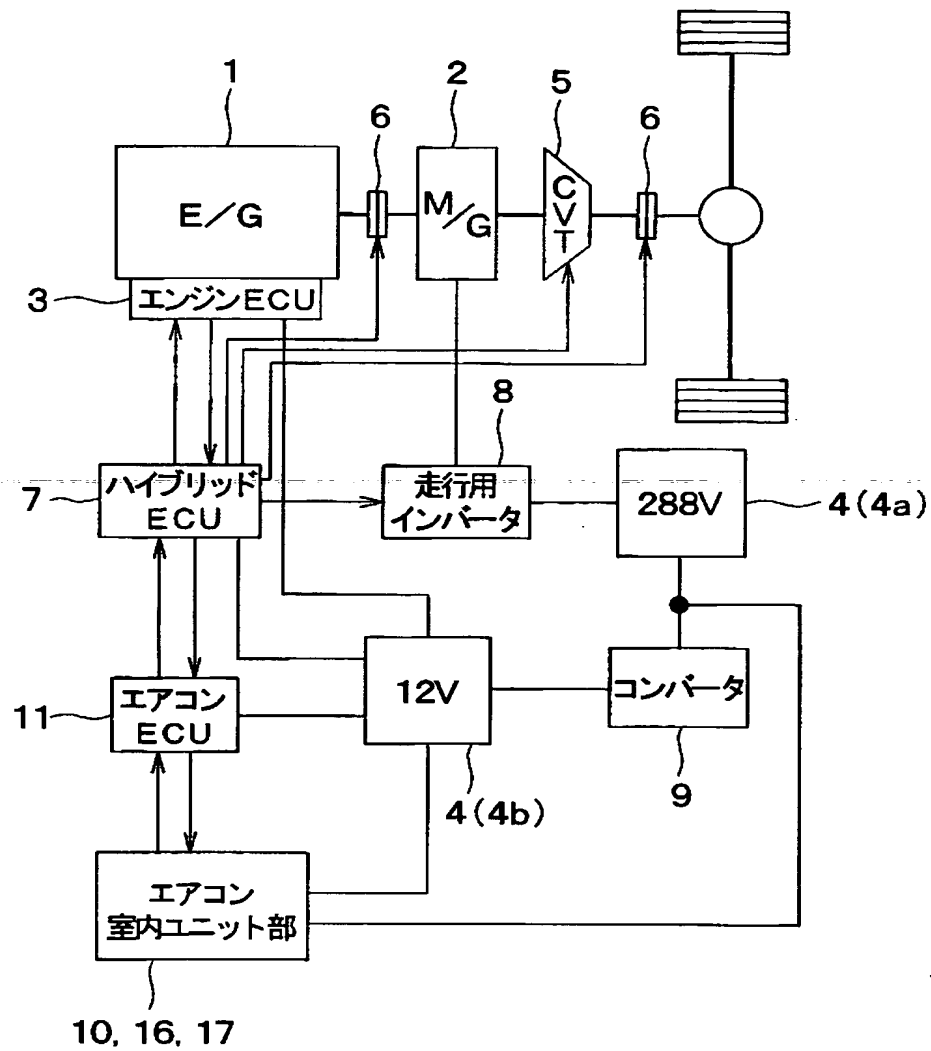 1
2
5
6
6
E/G
M/G
CVT
3
エンジンECU
8
7
ハイブリッド
ECU
走行用
インバータ
288V
4(4a)
11
エアコン
ECU
12V
コンバータ
4(4b)
9
エアコン
室内ユニット部
10, 16, 17